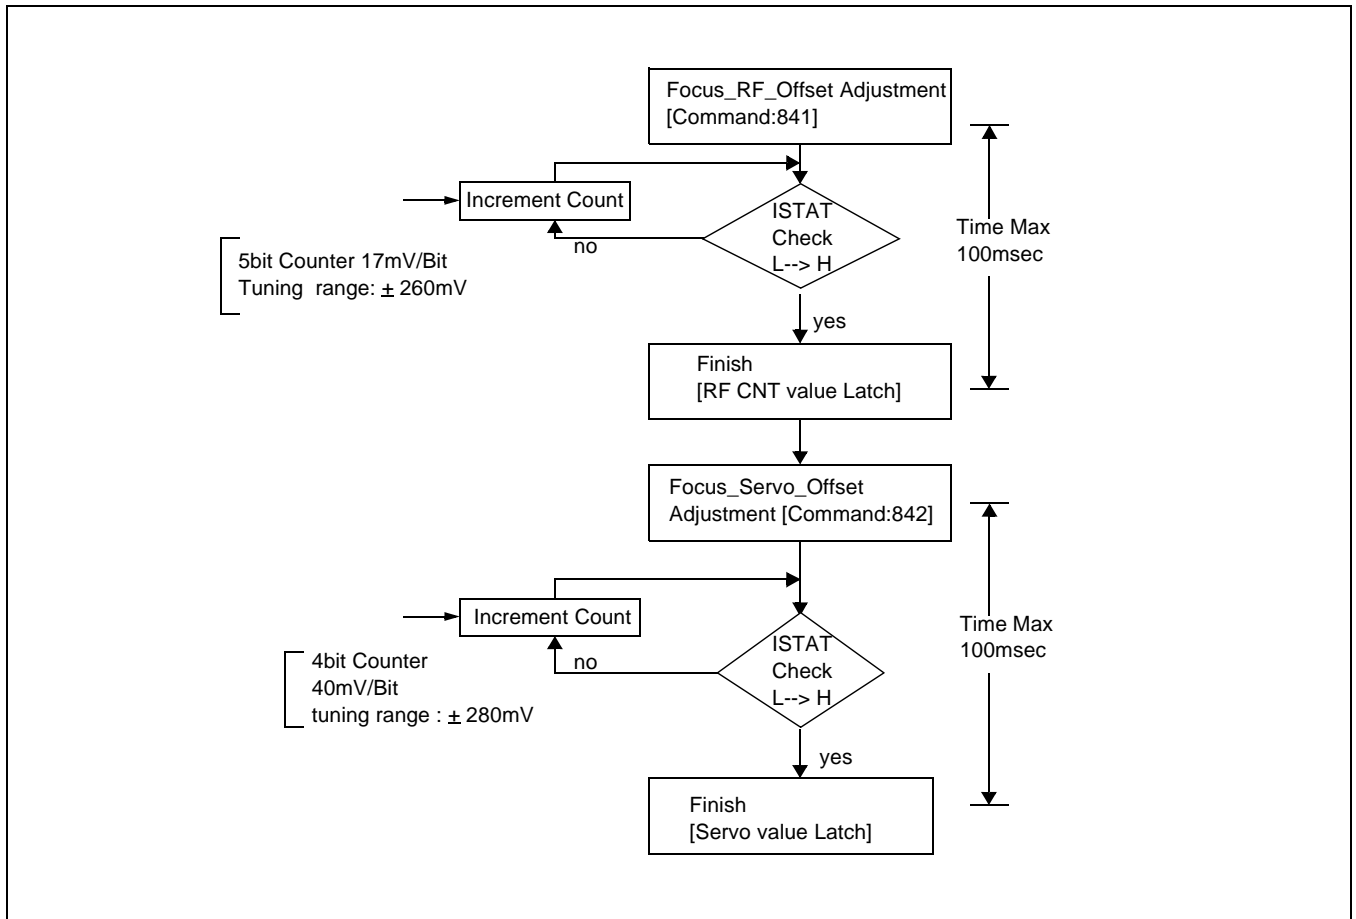 Focus_RF_Offset Adjustment
[Command:841]
Increment Count
ISTAT
Check
L--> H
no
5bit Counter 17mV/Bit
Tuning range: ± 260mV
Time Max
100msec
yes
Finish
[RF CNT value Latch]
Focus_Servo_Offset
Adjustment [Command:842]
Increment Count
ISTAT
Check
L--> H
no
4bit Counter
40mV/Bit
tuning range : ± 280mV
Time Max
100msec
yes
Finish
[Servo value Latch]